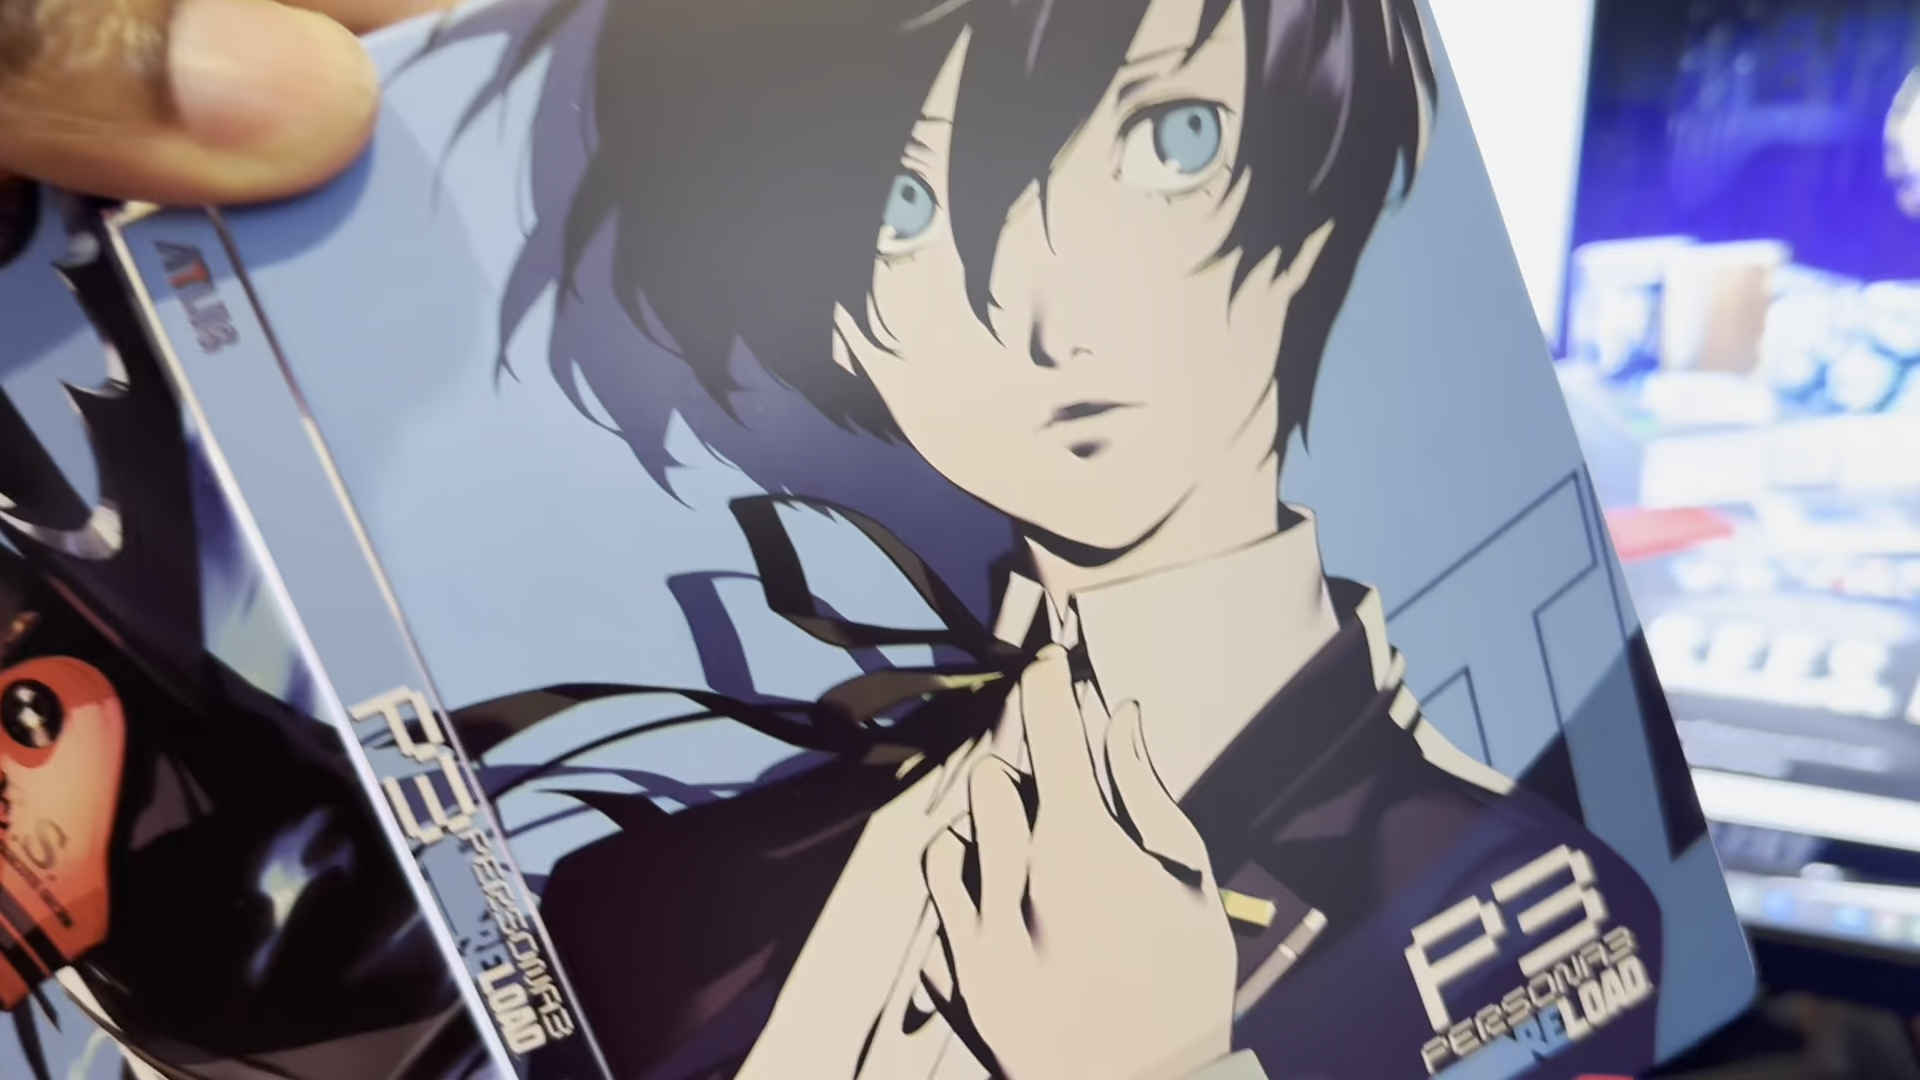 ATLUS
P3
PERSONA3
RELOAD
P3
PERSONA3
RELOAD